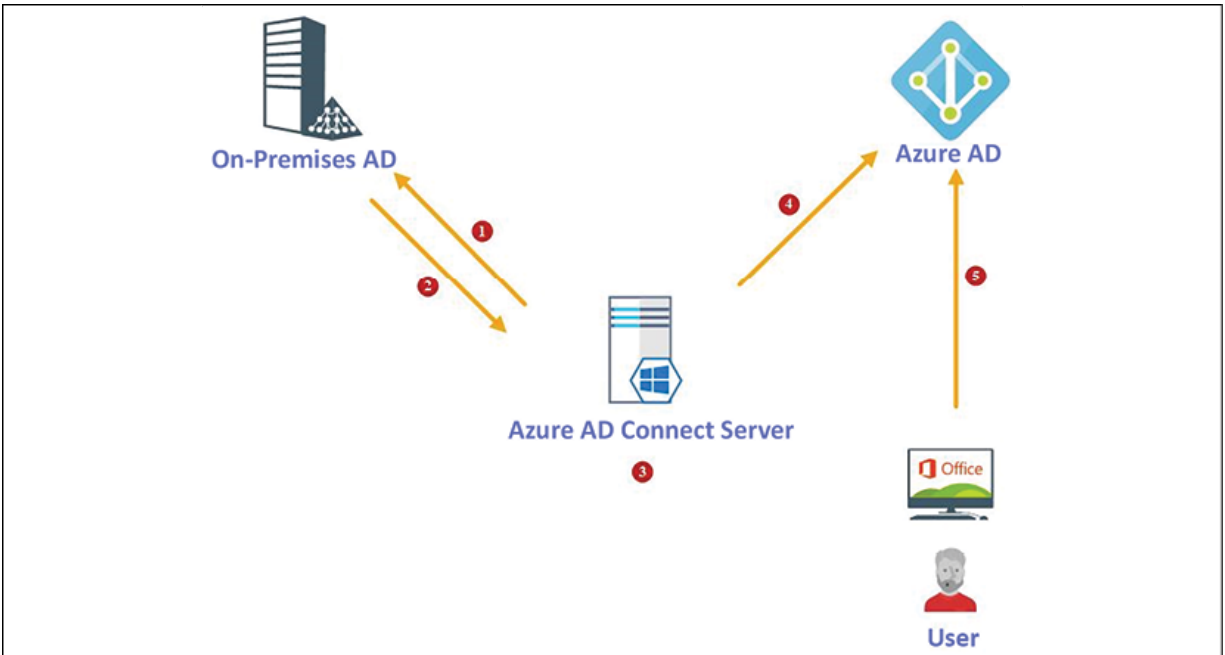 On-Premises AD
Azure AD
1
2
4
5
Azure AD Connect Server
3
Office
User